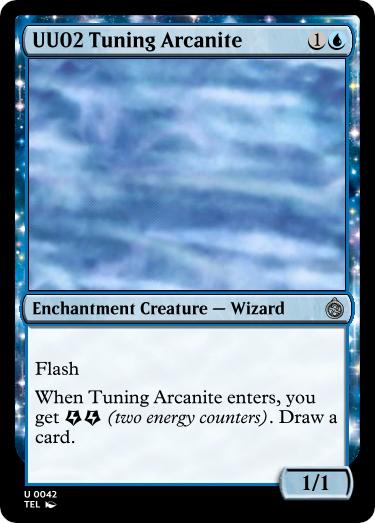 UU02 Tuning Arcanite 1
Enchantment Creature — Wizard
Flash
When Tuning Arcanite enters, you
get (two energy counters). Draw a
card.
1/1
U 0042
TEL